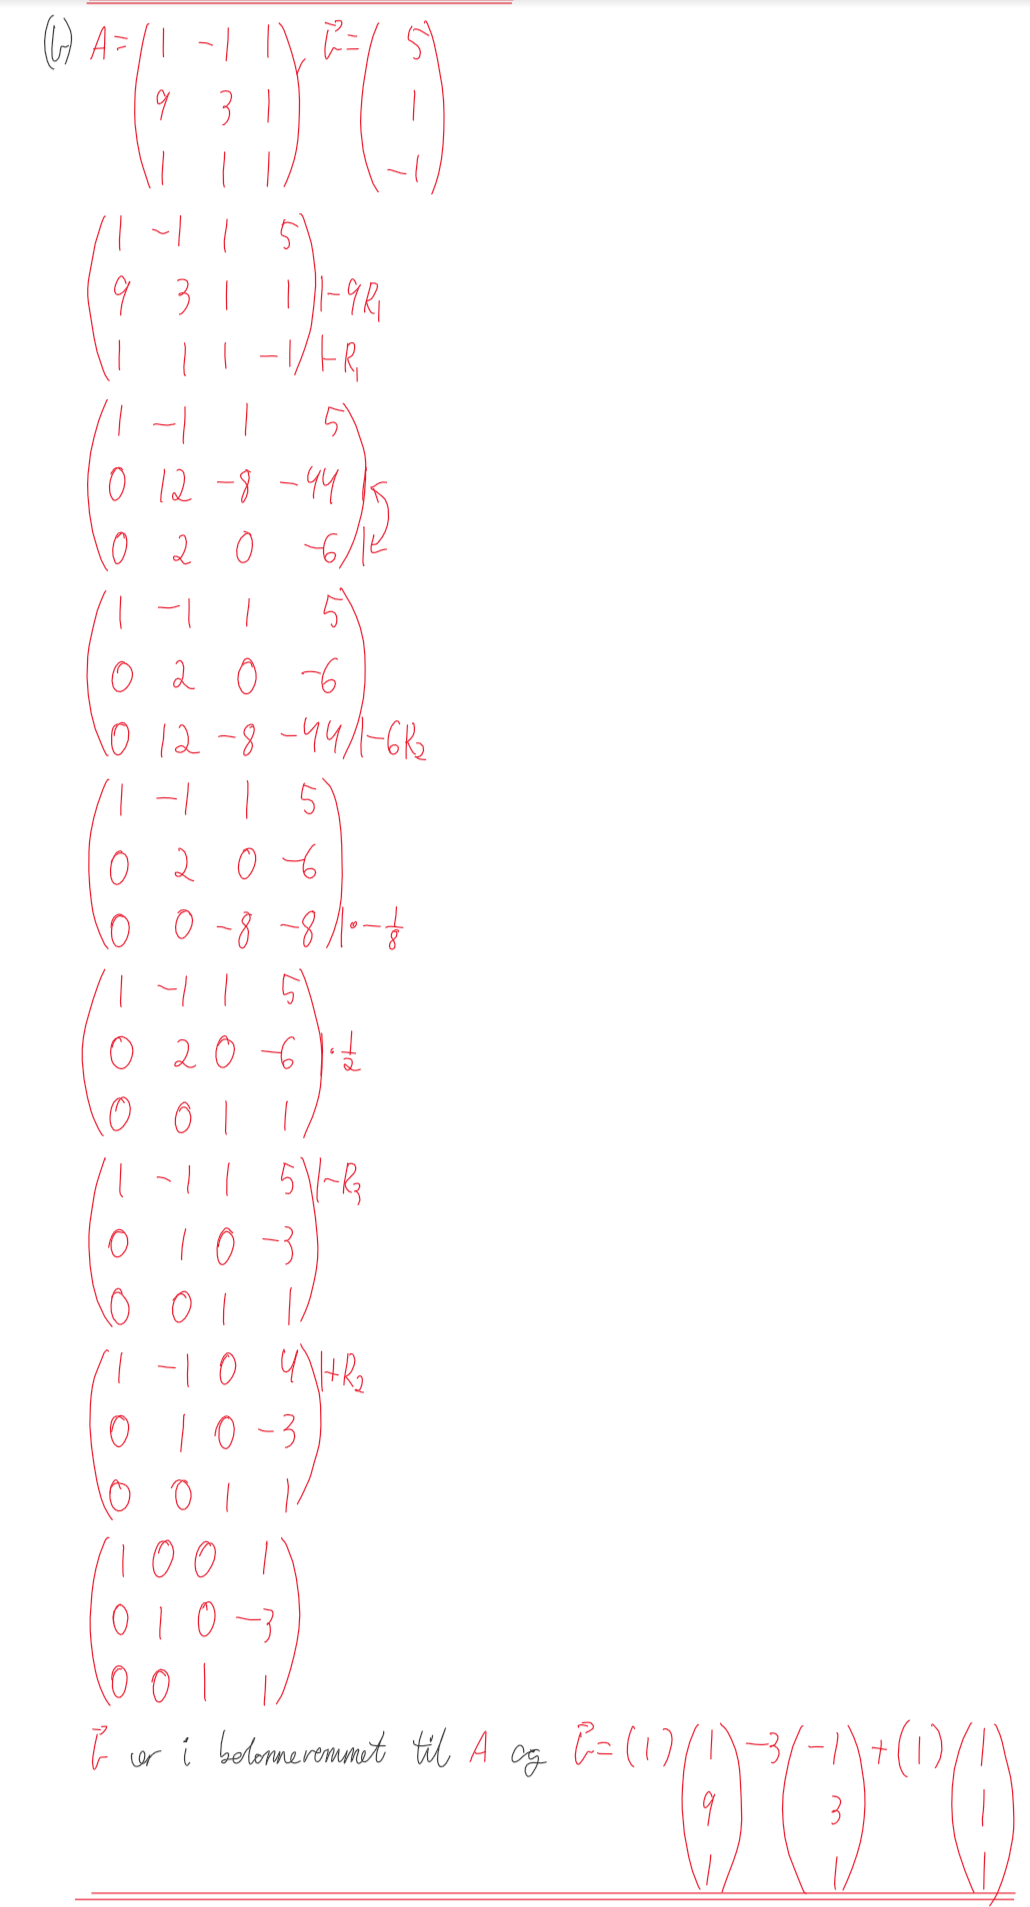 (b) A = ( 1 -1 1 ), b⃗ = ( 5 )
( 9 3 1 ) ( 1 )
( 1 1 1 ) ( -1 )
( 1 -1 1 5 )
( 9 3 1 1 ) |-9R₁
( 1 1 1 -1 ) |-R₁
( 1 -1 1 5 )
( 0 12 -8 -44 ) |↖
( 0 2 0 -6 ) |↙
( 1 -1 1 5 )
( 0 2 0 -6 )
( 0 12 -8 -44 ) |-6R₂
( 1 -1 1 5 )
( 0 2 0 -6 )
( 0 0 -8 -8 ) |·-1/8
( 1 -1 1 5 )
( 0 2 0 -6 ) |·1/2
( 0 0 1 1 )
( 1 -1 1 5 ) |-R₃
( 0 1 0 -3 )
( 0 0 1 1 )
( 1 -1 0 4 ) |+R₂
( 0 1 0 -3 )
( 0 0 1 1 )
( 1 0 0 1 )
( 0 1 0 -3 )
( 0 0 1 1 )
b⃗ er i kolonnerommet til A og b⃗ = (1) ( 1 ) -3 ( -1 ) + (1) ( 1 )
( 9 ) ( 3 ) ( 1 )
( 1 ) ( 1 ) ( 1 )